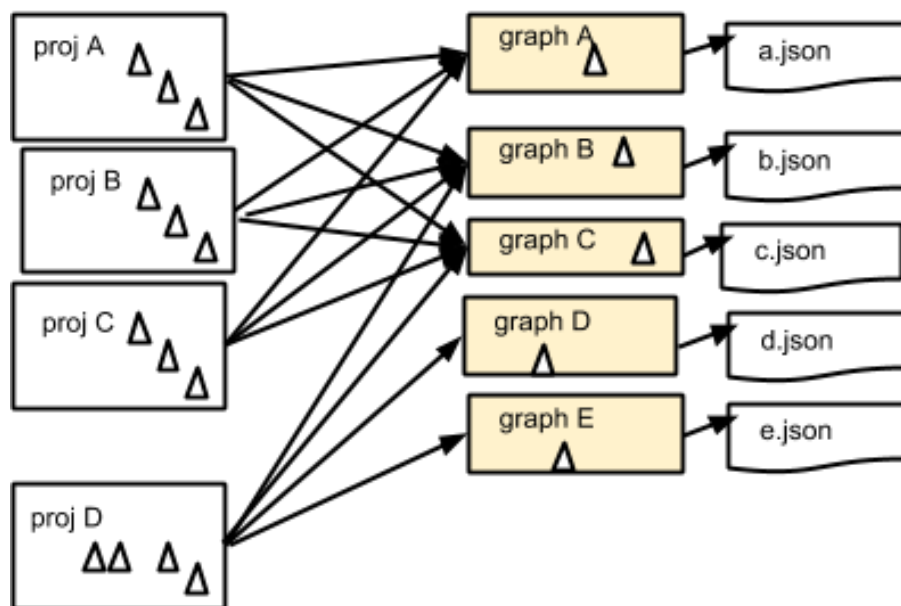 proj A
graph A
a.json
proj B
graph B
b.json
graph C
c.json
proj C
graph D
d.json
graph E
e.json
proj D